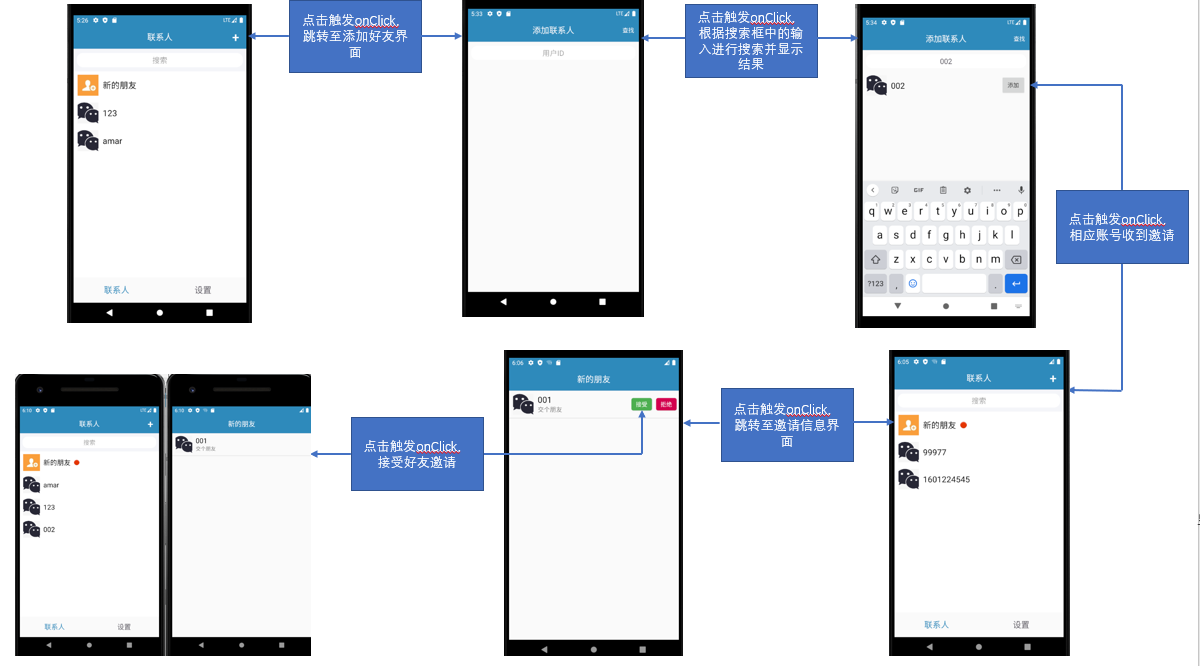 5:26
LTE
联系人
+
搜索
新的朋友
123
amar
联系人
设置
点击触发onClick,
跳转至添加好友界
面
5:33
LTE
添加联系人
查找
用户ID
点击触发onClick,
根据搜索框中的输
入进行搜索并显示
结果
5:34
LTE
添加联系人
查找
002
002
添加
GIF
q w e r t y u i o p
a s d f g h j k l
z x c v b n m
?123 , .
点击触发onClick,
相应账号收到邀请
6:05
联系人
+
搜索
新的朋友
99977
1601224545
联系人
设置
点击触发onClick,
跳转至邀请信息界
面
6:06
新的朋友
001
交个朋友
接受
拒绝
点击触发onClick,
接受好友邀请
6:10
LTE
联系人
+
搜索
新的朋友
amar
123
002
联系人
设置
6:10
新的朋友
001
交个朋友